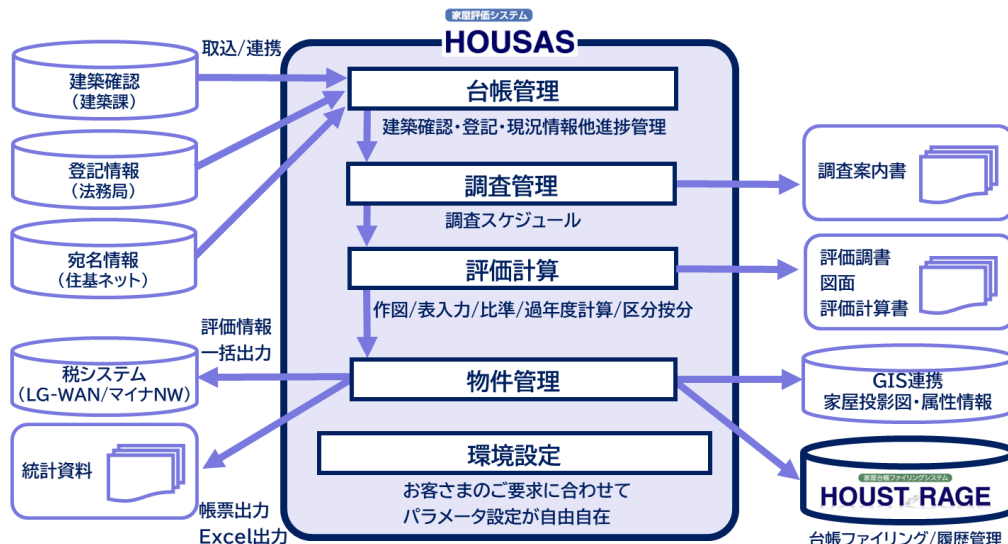 家屋評価システム
HOUSAS
取込/連携
建築確認
（建築課）
登記情報
（法務局）
宛名情報
（住基ネット）
台帳管理
建築確認・登記・現況情報他進捗管理
調査管理
調査スケジュール
評価計算
作図/表入力/比準/過年度計算/区分按分
物件管理
環境設定
お客さまのご要求に合わせて
パラメータ設定が自由自在
調査案内書
評価調書
図面
評価計算書
評価情報
一括出力
税システム
（LG-WAN/マイナNW）
統計資料
帳票出力
Excel出力
GIS連携
家屋投影図・属性情報
家屋台帳ファイリングシステム
HOUST RAGE
台帳ファイリング/履歴管理